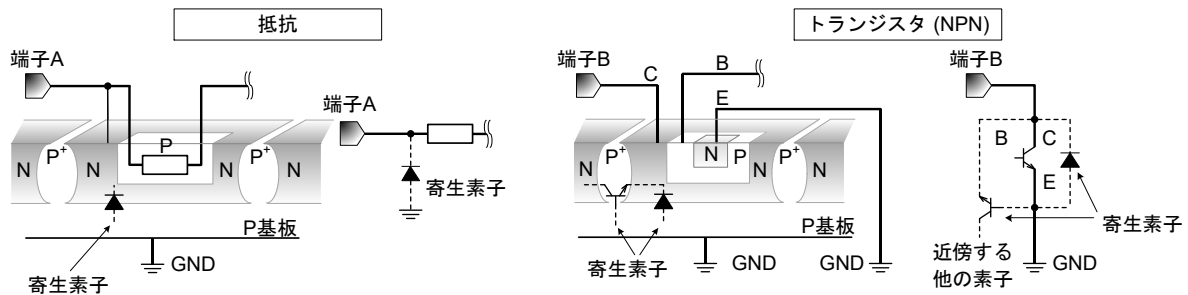 抵抗
端子A
N
P+
N
P
N
P+
N
P基板
寄生素子
GND
端子A
寄生素子
トランジスタ (NPN)
端子B
C
B
E
N
P+
N
N
P
P+
N
N
P基板
寄生素子
GND
GND
端子B
B
C
E
寄生素子
近傍する
他の素子
GND